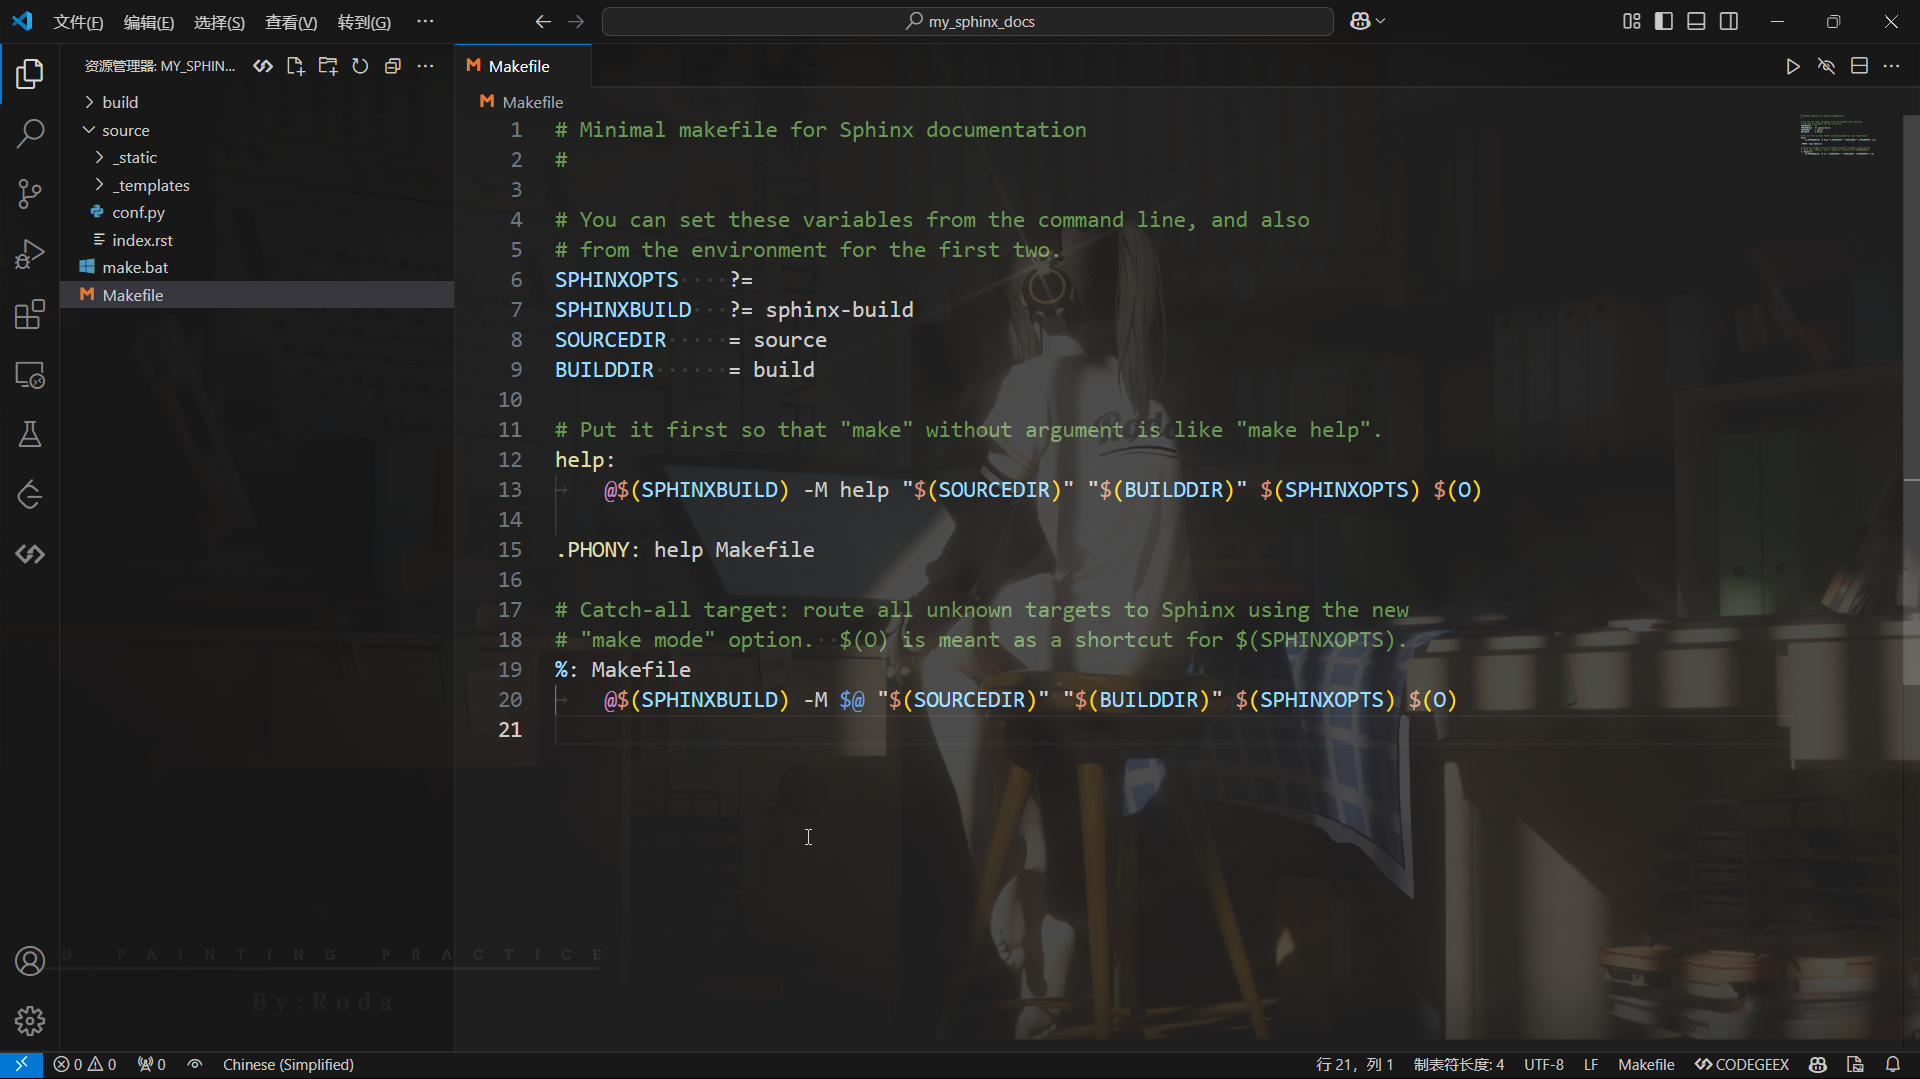 文件(F) 编辑(E) 选择(S) 查看(V) 转到(G) ··· my_sphinx_docs
资源管理器: MY_SPHIN...
build
source
_static
_templates
conf.py
index.rst
make.bat
Makefile
Makefile
Makefile
1 # Minimal makefile for Sphinx documentation
2 #
3
4 # You can set these variables from the command line, and also
5 # from the environment for the first two.
6 SPHINXOPTS ?=
7 SPHINXBUILD ?= sphinx-build
8 SOURCEDIR = source
9 BUILDDIR = build
10
11 # Put it first so that "make" without argument is like "make help".
12 help:
13 @$(SPHINXBUILD) -M help "$(SOURCEDIR)" "$(BUILDDIR)" $(SPHINXOPTS) $(O)
14
15 .PHONY: help Makefile
16
17 # Catch-all target: route all unknown targets to Sphinx using the new
18 # "make mode" option.  $(O) is meant as a shortcut for $(SPHINXOPTS).
19 %: Makefile
20 @$(SPHINXBUILD) -M $@ "$(SOURCEDIR)" "$(BUILDDIR)" $(SPHINXOPTS) $(O)
21
D PAINTING PRACTICE
By:Roda
0 0 0 Chinese (Simplified) 行 21，列 1 制表符长度: 4 UTF-8 LF Makefile CODEGEEX